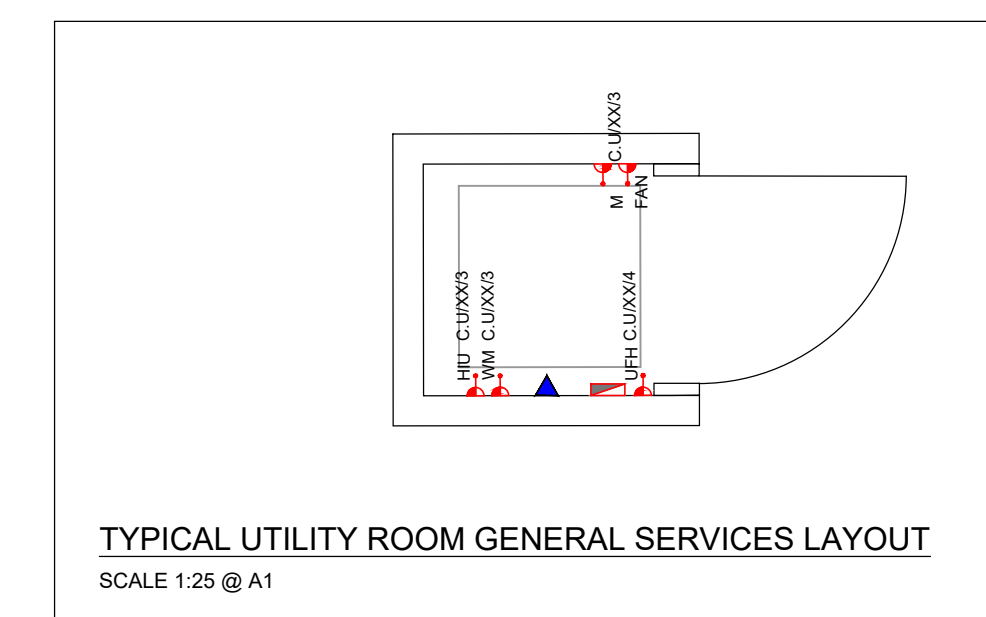 C.U/XX/3
M
FAN
HIU C.U/XX/3
WM C.U/XX/3
UFH C.U/XX/4
TYPICAL UTILITY ROOM GENERAL SERVICES LAYOUT
SCALE 1:25 @ A1